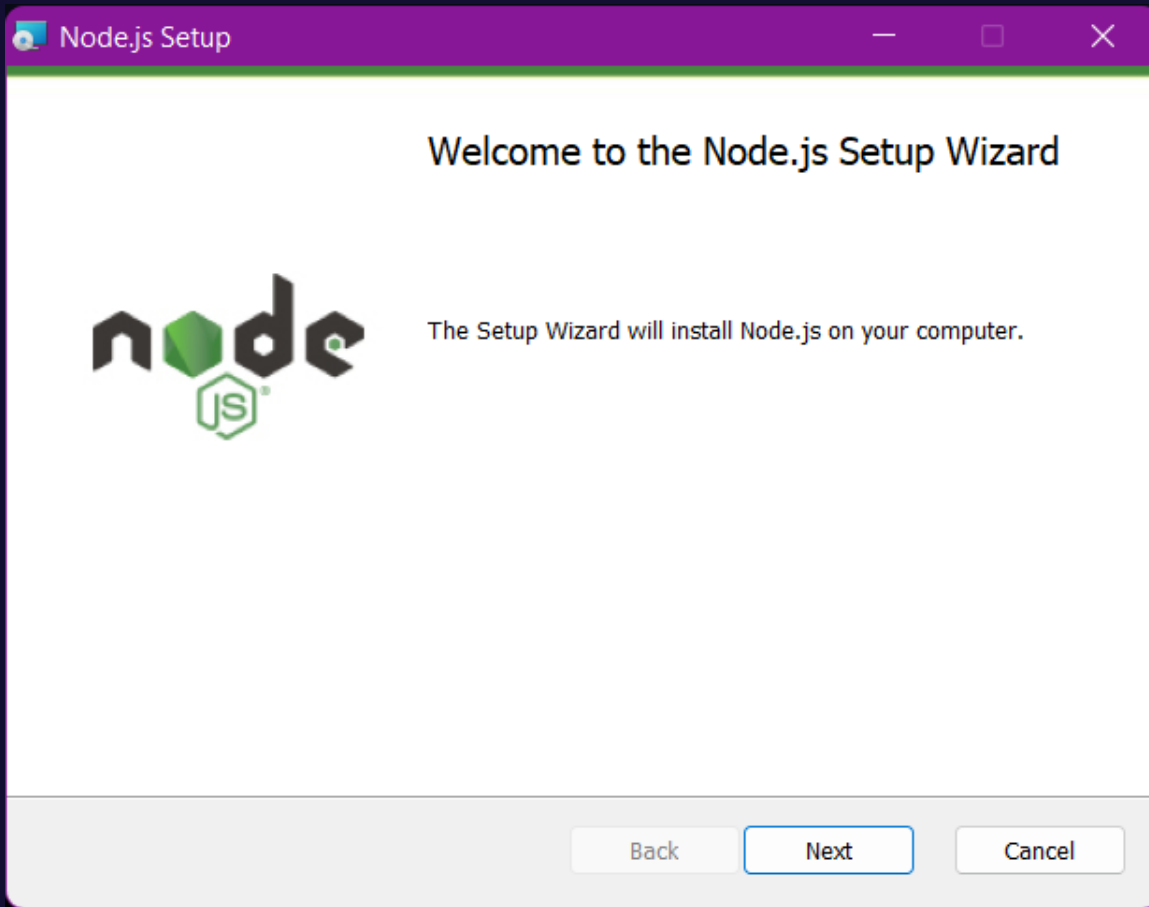 Node.js Setup
Welcome to the Node.js Setup Wizard
node
JS®
The Setup Wizard will install Node.js on your computer.
Back
Next
Cancel